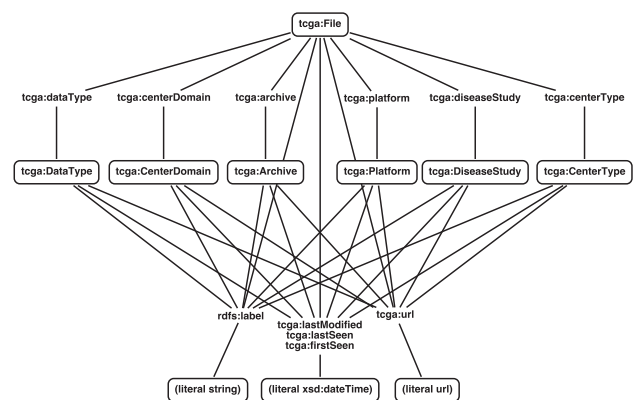 tcga:File
tcga:dataType tcga:centerDomain tcga:archive tcga:platform tcga:diseaseStudy tcga:centerType
tcga:DataType tcga:CenterDomain tcga:Archive tcga:Platform tcga:DiseaseStudy tcga:CenterType
rdfs:label tcga:url
tcga:lastModified
tcga:lastSeen
tcga:firstSeen
(literal string) (literal xsd:dateTime) (literal url)